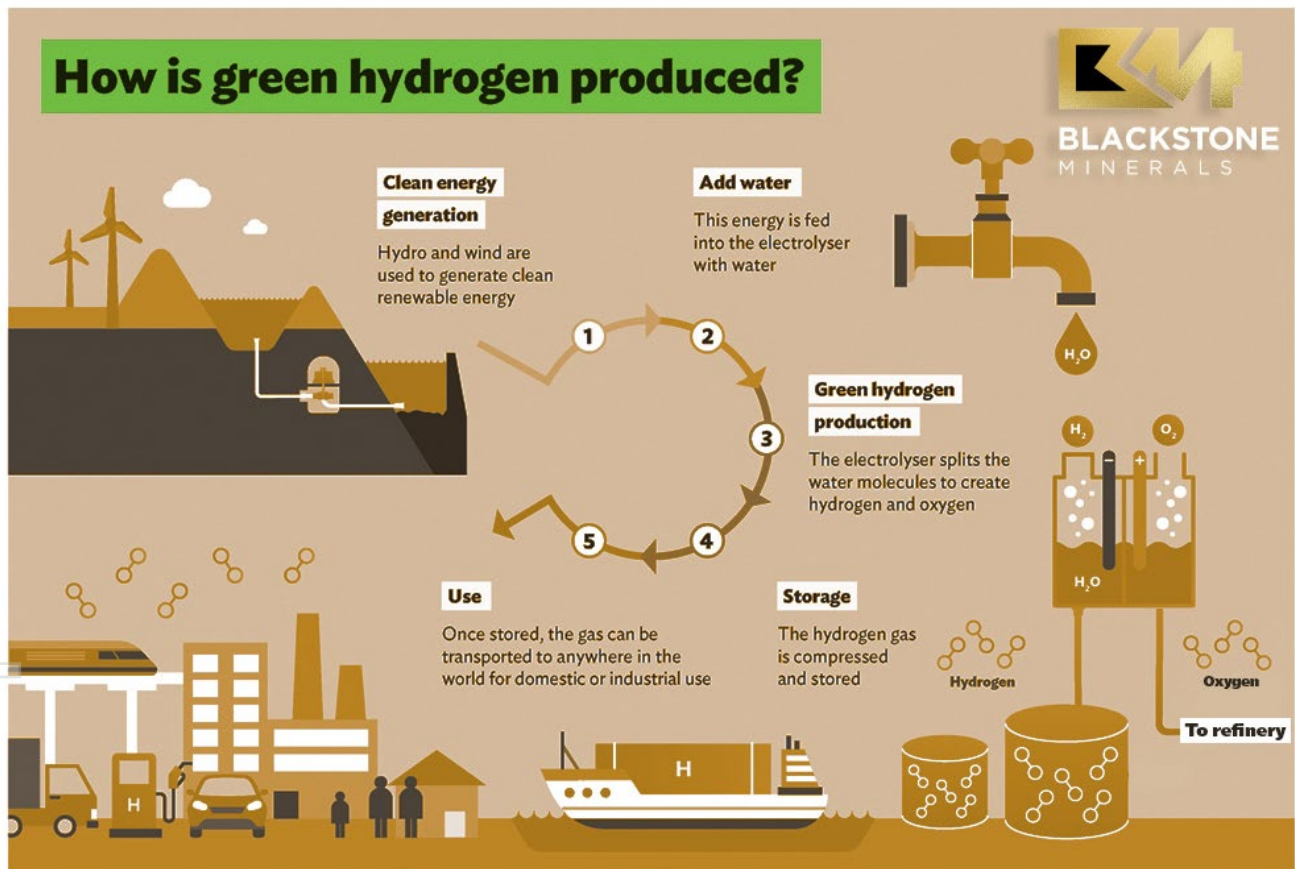 How is green hydrogen produced?
BLACKSTONE
MINERALS
Clean energy
generation
Hydro and wind are
used to generate clean
renewable energy
Add water
This energy is fed
into the electrolyser
with water
H₂O
1
2
3
4
5
Green hydrogen
production
The electrolyser splits the
water molecules to create
hydrogen and oxygen
H₂
O₂
−
+
H₂O
Use
Once stored, the gas can be
transported to anywhere in the
world for domestic or industrial use
Storage
The hydrogen gas
is compressed
and stored
Hydrogen
Oxygen
To refinery
H
H